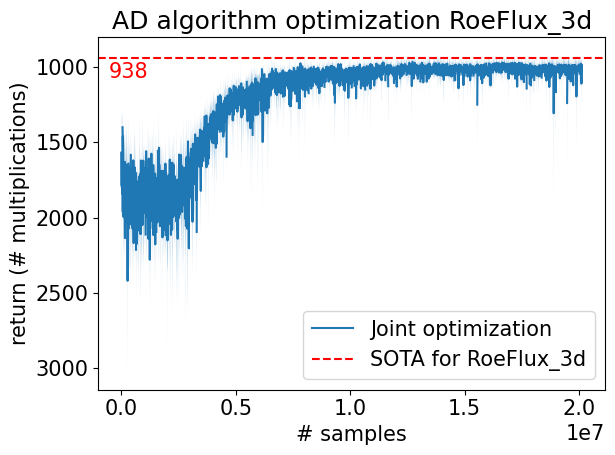 AD algorithm optimization RoeFlux_3d
return (# multiplications)
1000
1500
2000
2500
3000
938
Joint optimization
SOTA for RoeFlux_3d
0.0 0.5 1.0 1.5 2.0
1e7
# samples